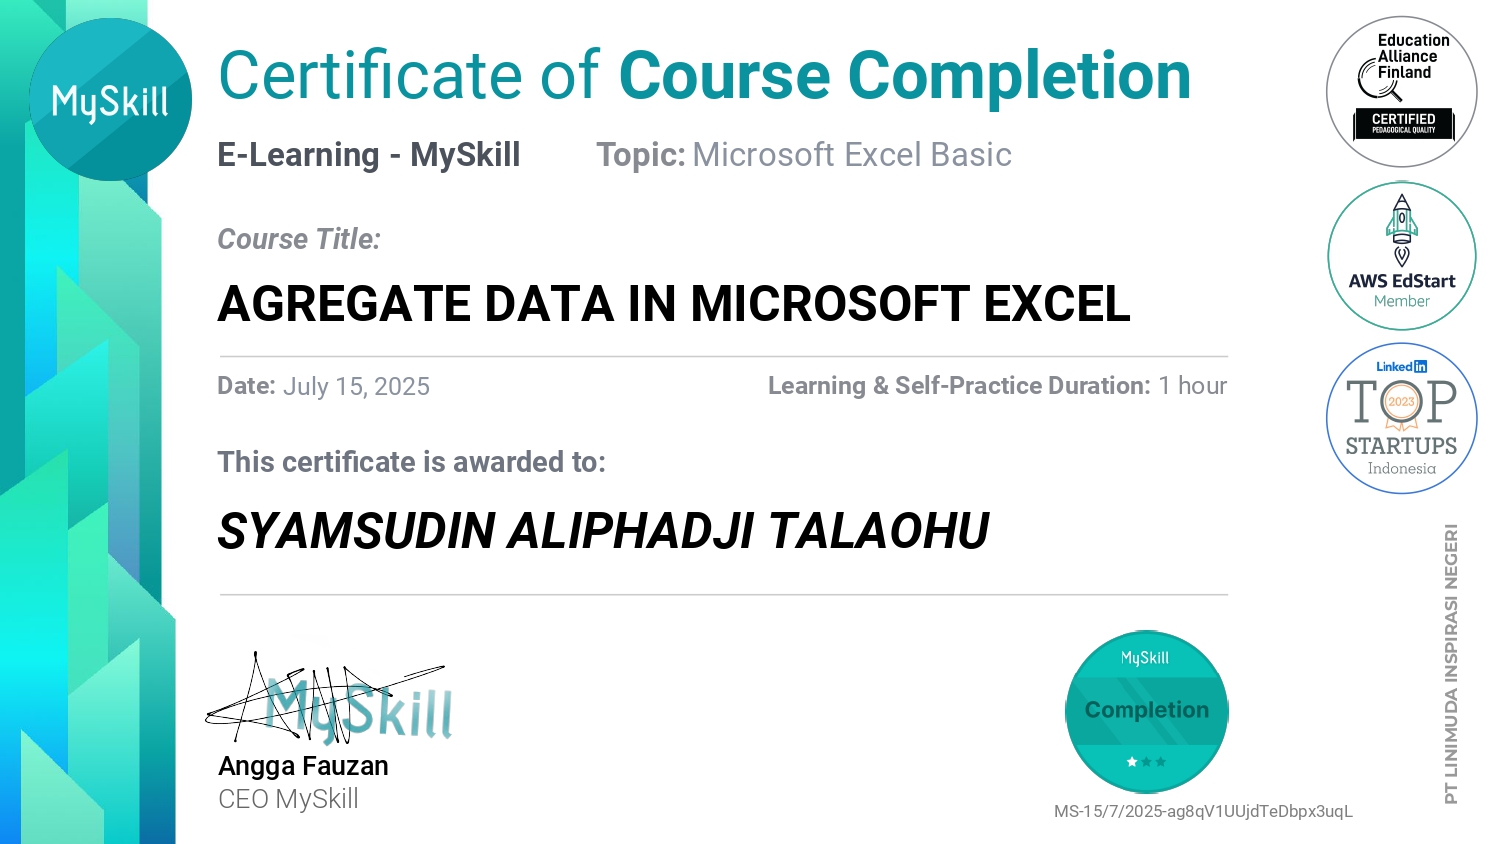 MySkill
Certificate of Course Completion
E-Learning - MySkill Topic: Microsoft Excel Basic
Course Title:
AGREGATE DATA IN MICROSOFT EXCEL
Date: July 15, 2025 Learning & Self-Practice Duration: 1 hour
This certificate is awarded to:
SYAMSUDIN ALIPHADJI TALAOHU
MySkill
Angga Fauzan
CEO MySkill
MySkill
Completion
MS-15/7/2025-ag8qV1UUjdTeDbpx3uqL
Education
Alliance
Finland
CERTIFIED
PEDAGOGICAL QUALITY
AWS EdStart
Member
Linked in
TOP
2023
STARTUPS
Indonesia
PT LINIMUDA INSPIRASI NEGERI